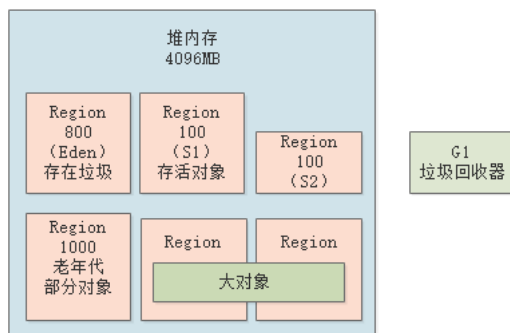 堆内存
4096MB
Region
800
(Eden)
存在垃圾
Region
100
(S1)
存活对象
Region
100
(S2)
G1
垃圾回收器
Region
1000
老年代
部分对象
Region
Region
大对象